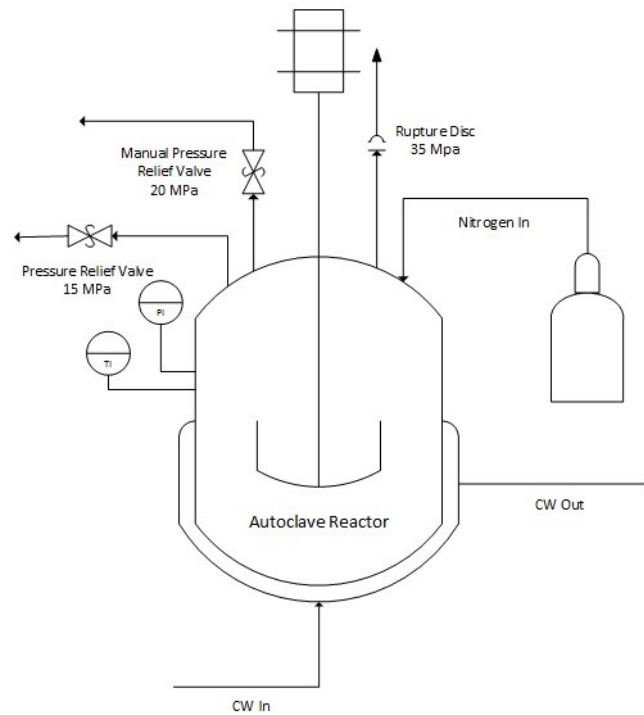 Rupture Disc
35 Mpa
Manual Pressure
Relief Valve
20 MPa
Nitrogen In
Pressure Relief Valve
15 MPa
PI
TI
CW Out
Autoclave Reactor
CW In